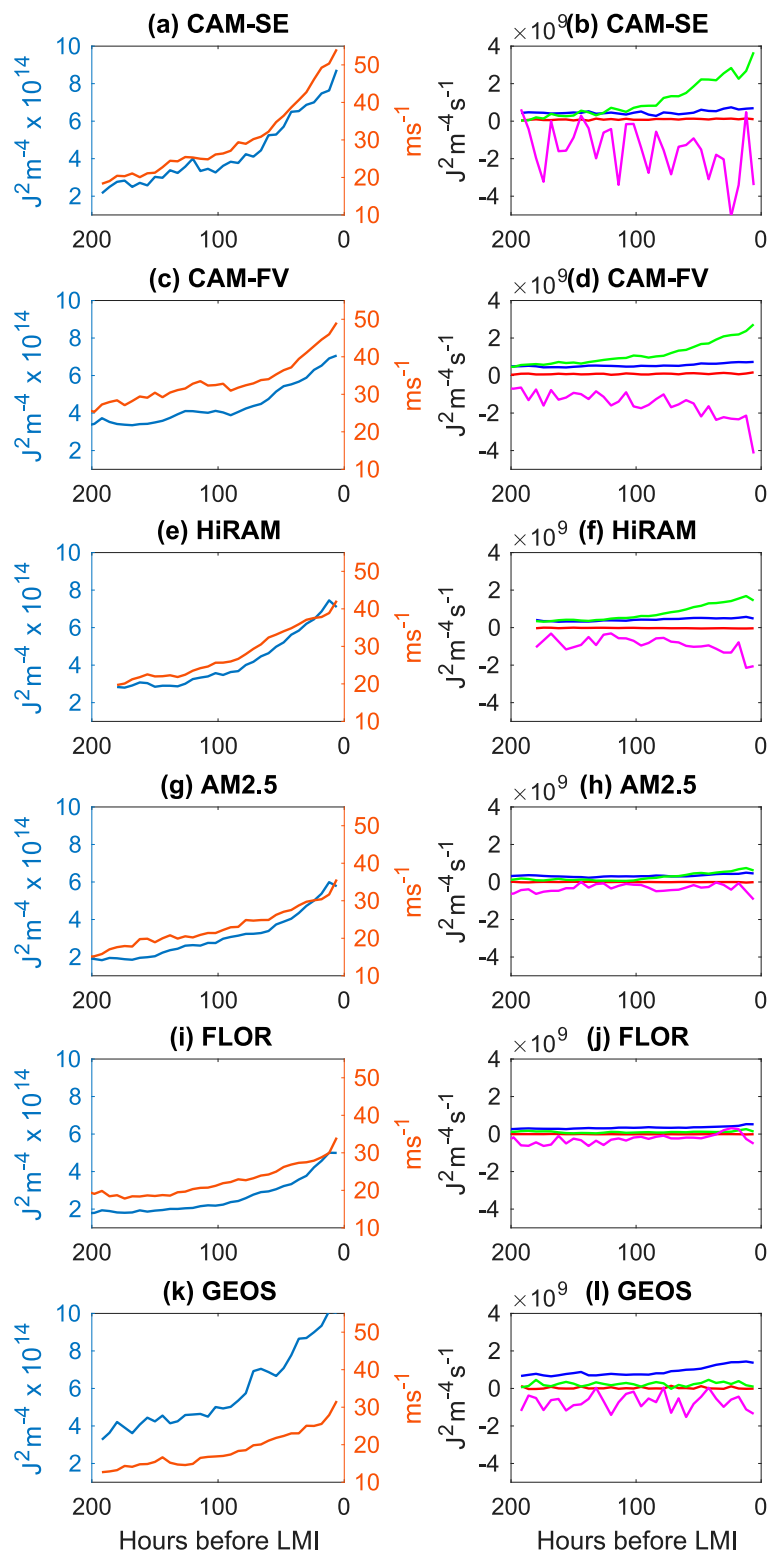 (a) CAM-SE
10
8
6
4
2
J²m⁻⁴ x 10¹⁴
50
40
30
20
10
ms⁻¹
200 100 0
×10⁹
(b) CAM-SE
4
2
0
-2
-4
J²m⁻⁴s⁻¹
200 100 0
(c) CAM-FV
10
8
6
4
2
J²m⁻⁴ x 10¹⁴
50
40
30
20
10
ms⁻¹
200 100 0
×10⁹
(d) CAM-FV
4
2
0
-2
-4
J²m⁻⁴s⁻¹
200 100 0
(e) HiRAM
10
8
6
4
2
J²m⁻⁴ x 10¹⁴
50
40
30
20
10
ms⁻¹
200 100 0
×10⁹
(f) HiRAM
4
2
0
-2
-4
J²m⁻⁴s⁻¹
200 100 0
(g) AM2.5
10
8
6
4
2
J²m⁻⁴ x 10¹⁴
50
40
30
20
10
ms⁻¹
200 100 0
×10⁹
(h) AM2.5
4
2
0
-2
-4
J²m⁻⁴s⁻¹
200 100 0
(i) FLOR
10
8
6
4
2
J²m⁻⁴ x 10¹⁴
50
40
30
20
10
ms⁻¹
200 100 0
×10⁹
(j) FLOR
4
2
0
-2
-4
J²m⁻⁴s⁻¹
200 100 0
(k) GEOS
10
8
6
4
2
J²m⁻⁴ x 10¹⁴
50
40
30
20
10
ms⁻¹
200 100 0
Hours before LMI
×10⁹
(l) GEOS
4
2
0
-2
-4
J²m⁻⁴s⁻¹
200 100 0
Hours before LMI